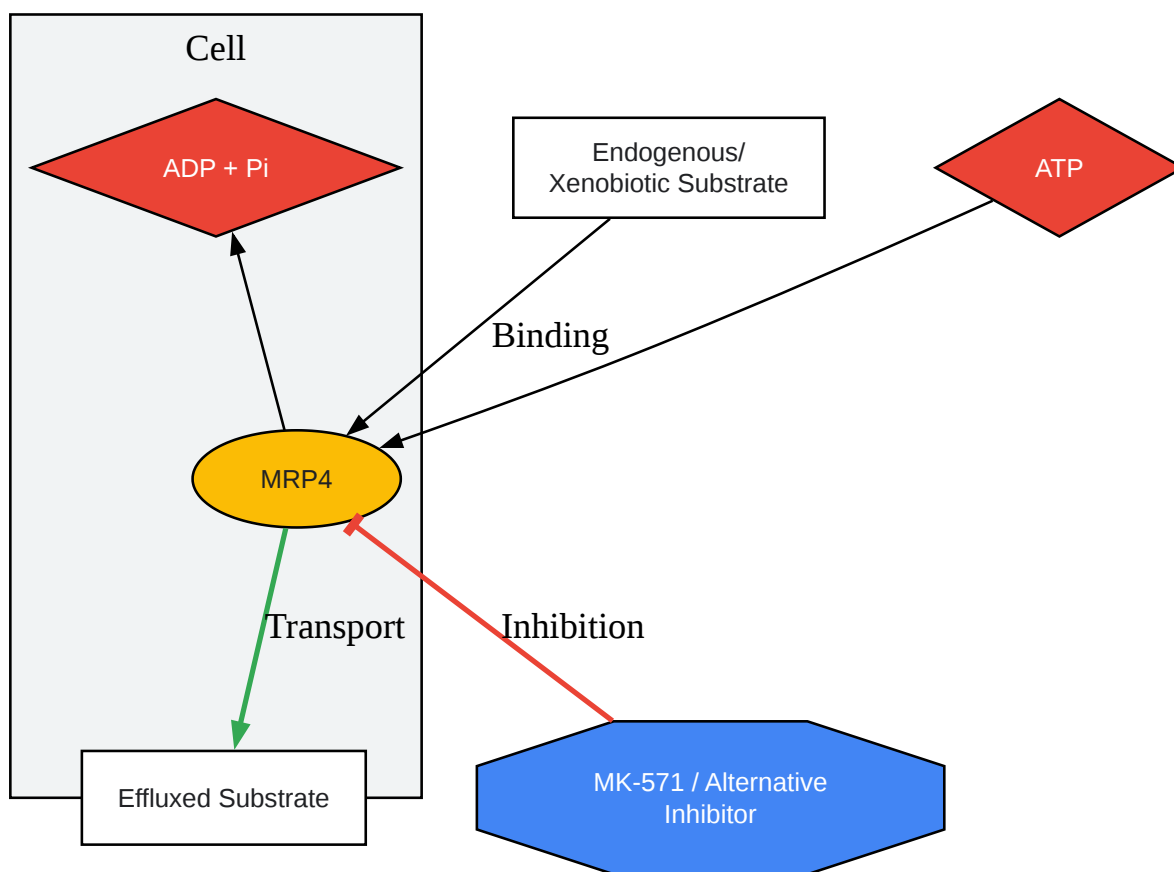 Cell
ADP + Pi
Endogenous/
Xenobiotic Substrate
ATP
Binding
MRP4
Transport
Inhibition
Effluxed Substrate
MK-571 / Alternative
Inhibitor